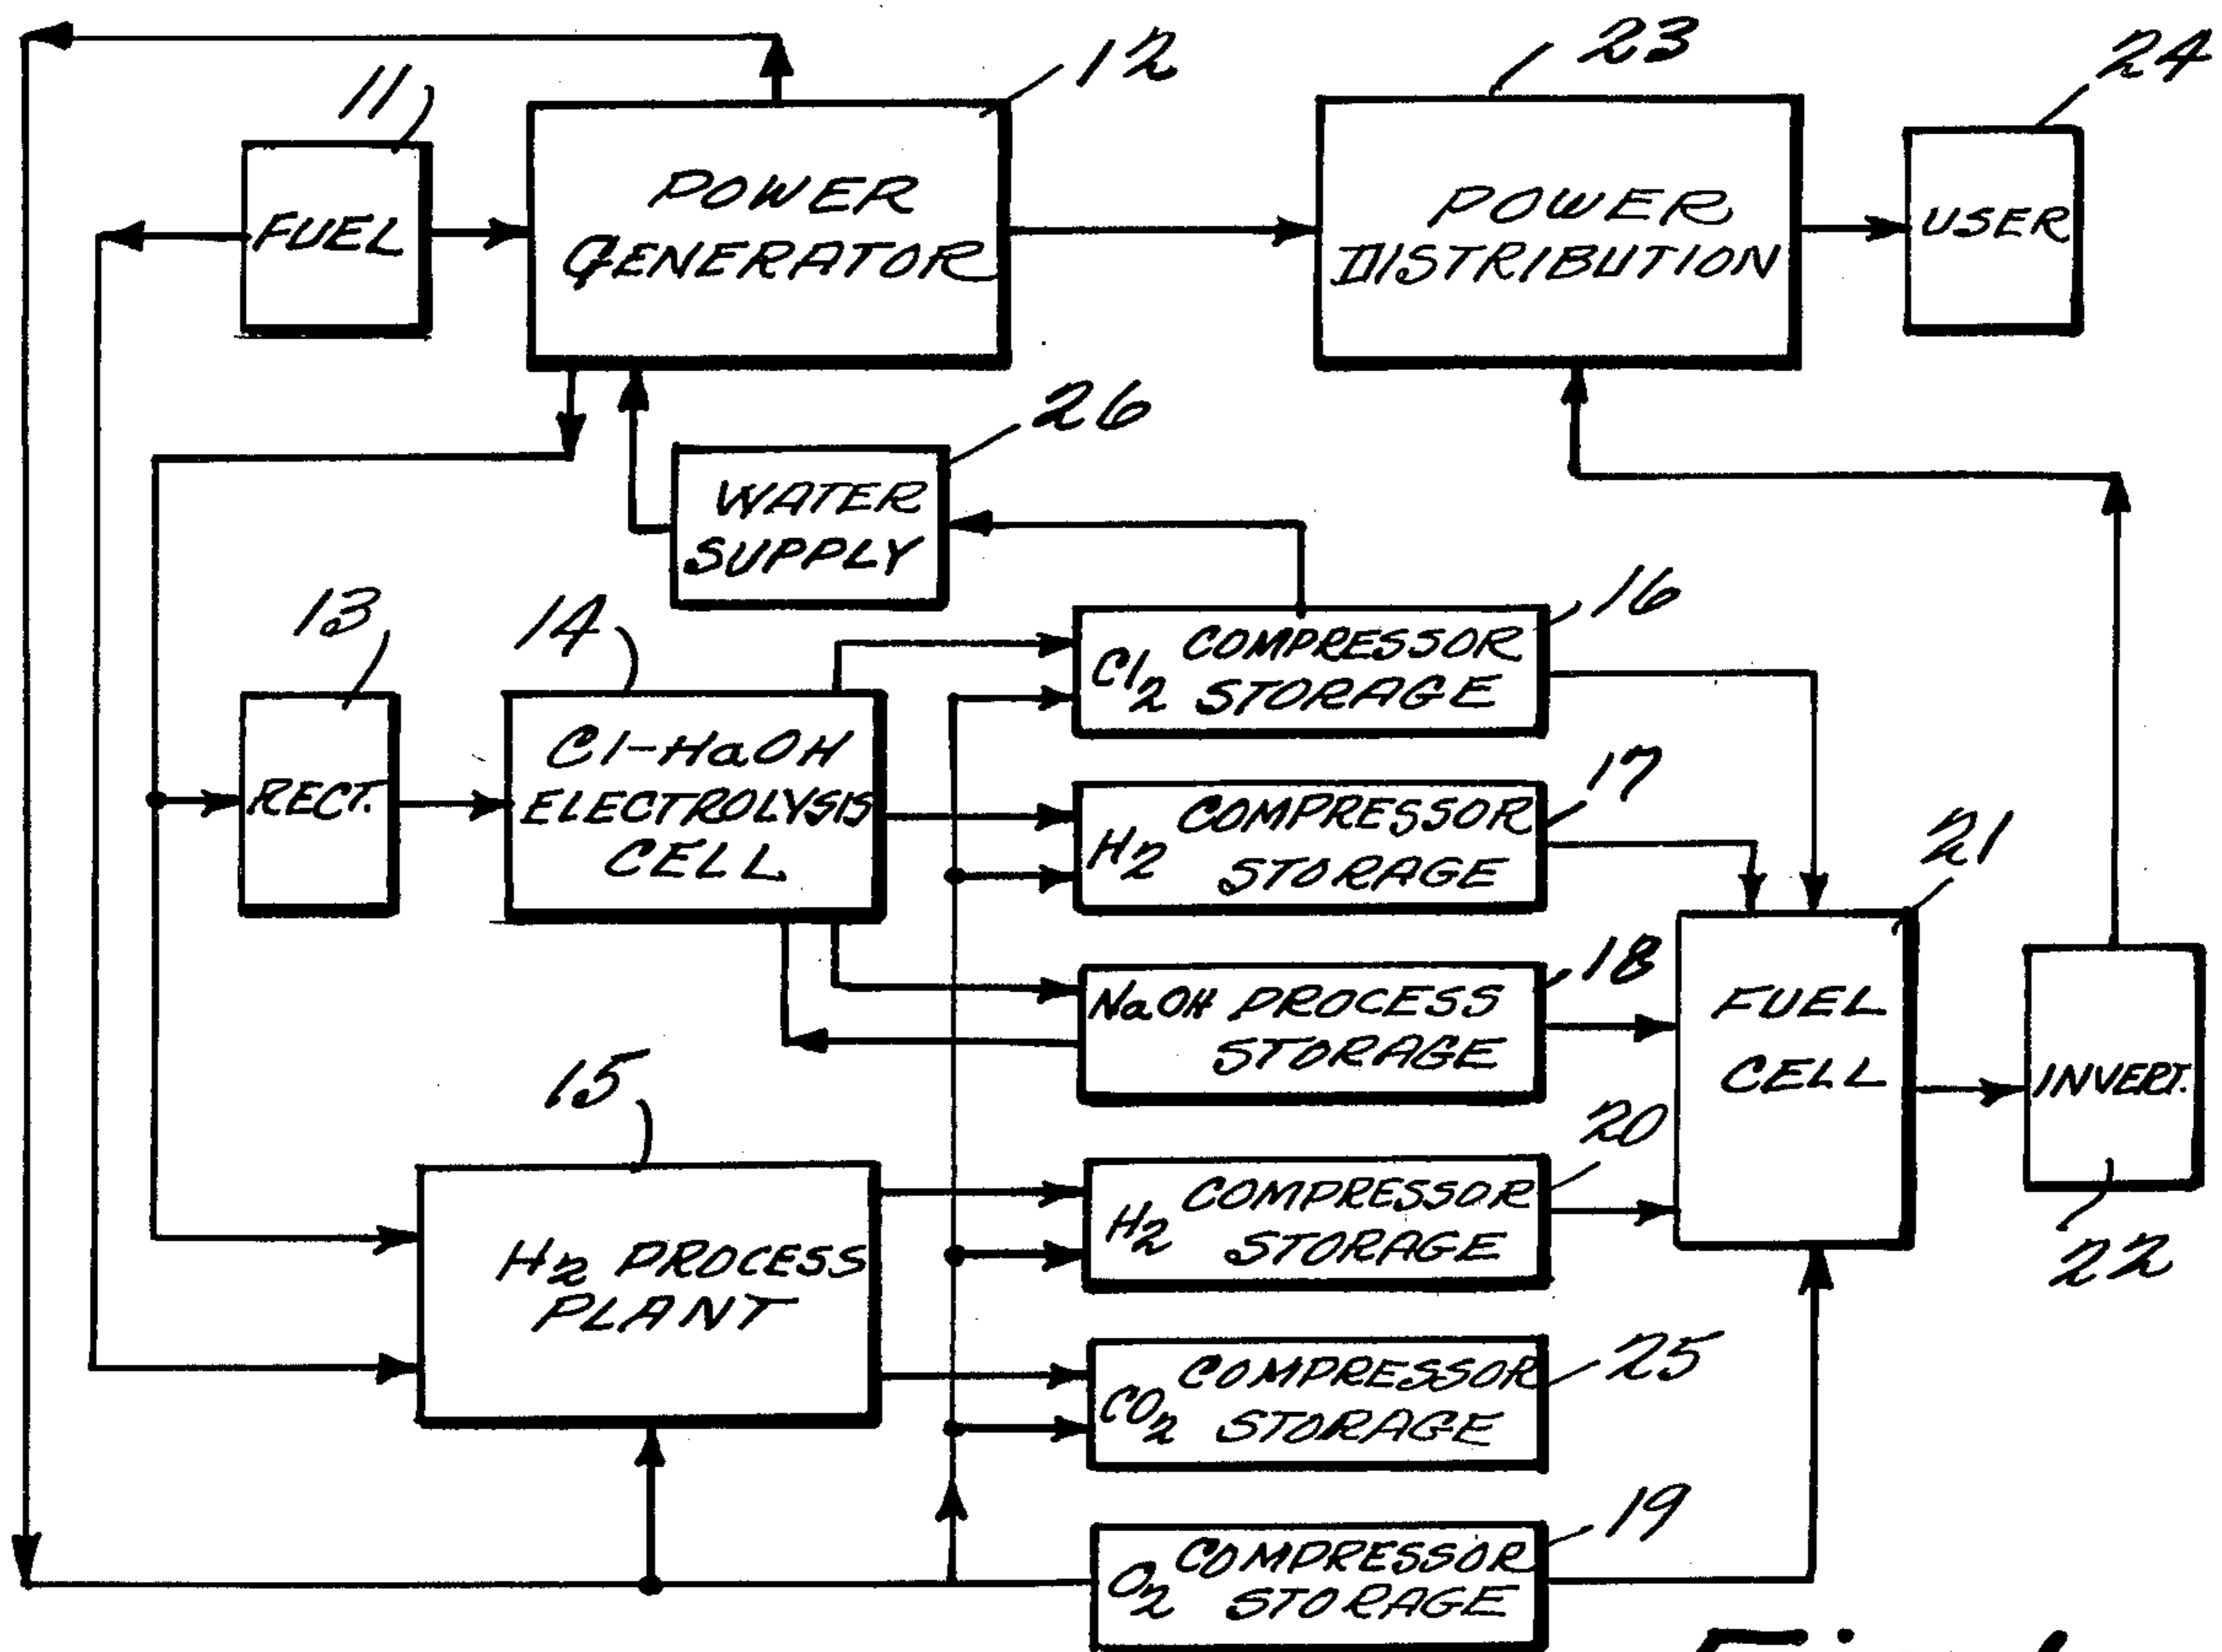 12
23
24
11
FUEL
POWER
GENERATOR
POWER
DISTRIBUTION
USER
26
WATER
SUPPLY
13
14
16
Cl2 COMPRESSOR
STORAGE
RECT.
Cl-HaOH
ELECTROLYSIS
CELL
17
H2 COMPRESSOR
STORAGE
21
18
NaOH PROCESS
STORAGE
FUEL
CELL
INVERT.
22
15
20
H2 PROCESS
PLANT
H2 COMPRESSOR
STORAGE
25
CO2 COMPRESSOR
STORAGE
19
O2 COMPRESSOR
STORAGE